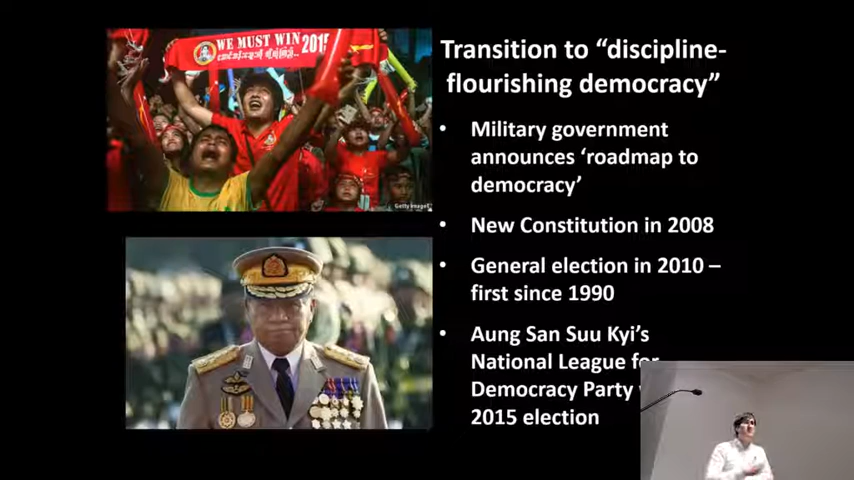 WE MUST WIN 2015
Getty Images
Transition to “discipline-
flourishing democracy”
• Military government
announces ‘roadmap to
democracy’
• New Constitution in 2008
• General election in 2010 –
first since 1990
• Aung San Suu Kyi’s
National League for
Democracy Party
2015 election